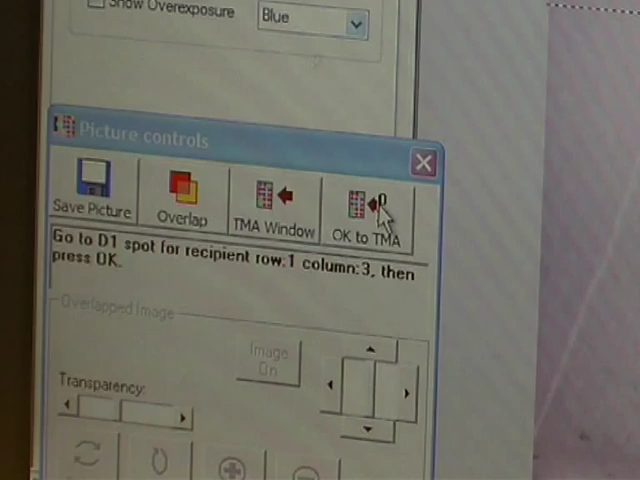 Show Overexposure
Blue
Picture controls
Save Picture
Overlap
TMA Window
OK to TMA
Go to D1 spot for recipient row:1 column:3, then
press OK.
Overlapped Image
Image
On
Transparency: